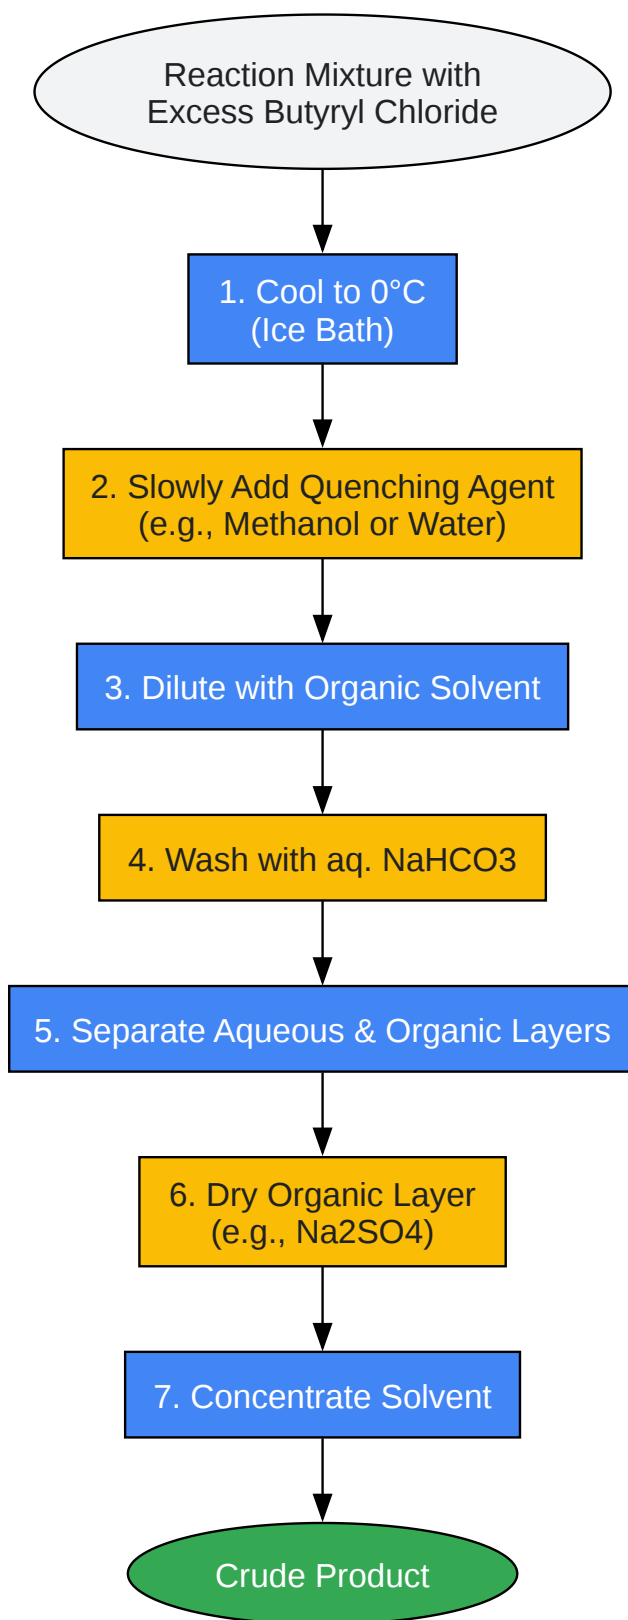 Reaction Mixture with
Excess Butyryl Chloride
1. Cool to 0°C
(Ice Bath)
2. Slowly Add Quenching Agent
(e.g., Methanol or Water)
3. Dilute with Organic Solvent
4. Wash with aq. NaHCO3
5. Separate Aqueous & Organic Layers
6. Dry Organic Layer
(e.g., Na2SO4)
7. Concentrate Solvent
Crude Product